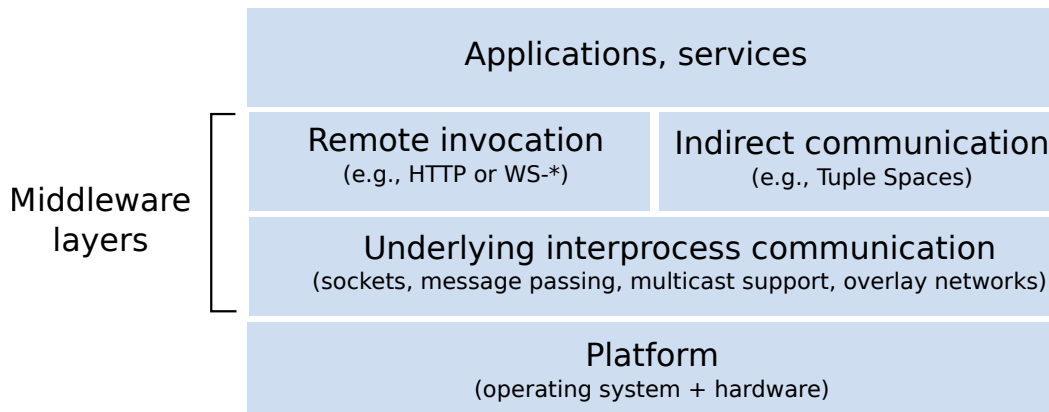 Applications, services
Remote invocation
(e.g., HTTP or WS-*)
Indirect communication
(e.g., Tuple Spaces)
Middleware
layers
Underlying interprocess communication
(sockets, message passing, multicast support, overlay networks)
Platform
(operating system + hardware)